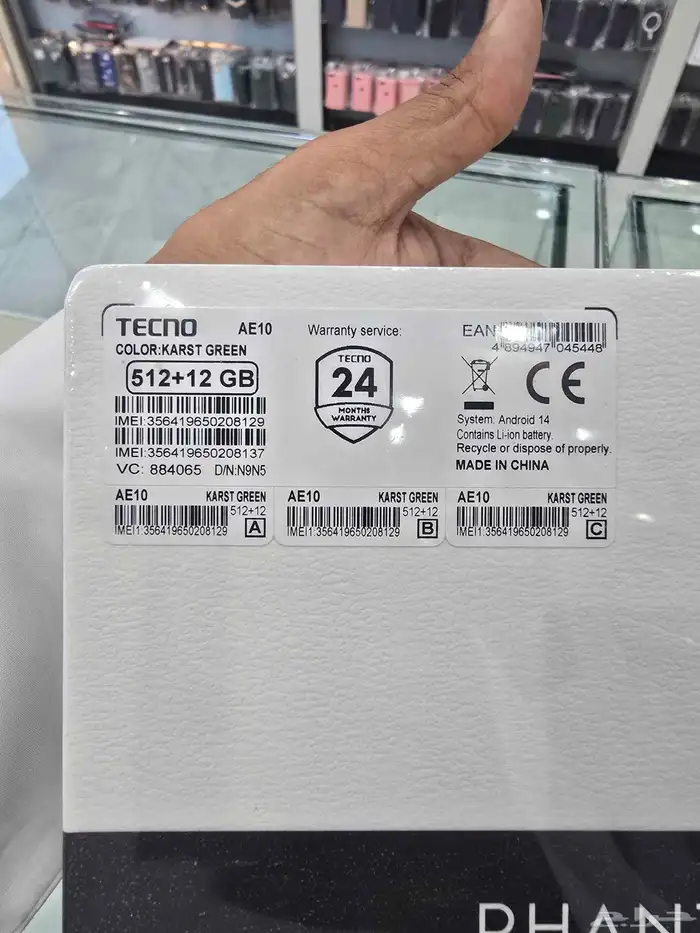 TECNO AE10
COLOR:KARST GREEN
512+12 GB
IMEI:356419650208129
IMEI:356419650208137
VC: 884065 D/N:N9N5
Warranty service:
TECNO
24
MONTHS
WARRANTY
EAN
4 894947 045448
CE
System: Android 14
Contains Li-ion battery.
Recycle or dispose of properly.
MADE IN CHINA
AE10 KARST GREEN
512+12
IMEI1:356419650208129 A
AE10 KARST GREEN
512+12
IMEI1:356419650208129 B
AE10 KARST GREEN
512+12
IMEI1:356419650208129 C